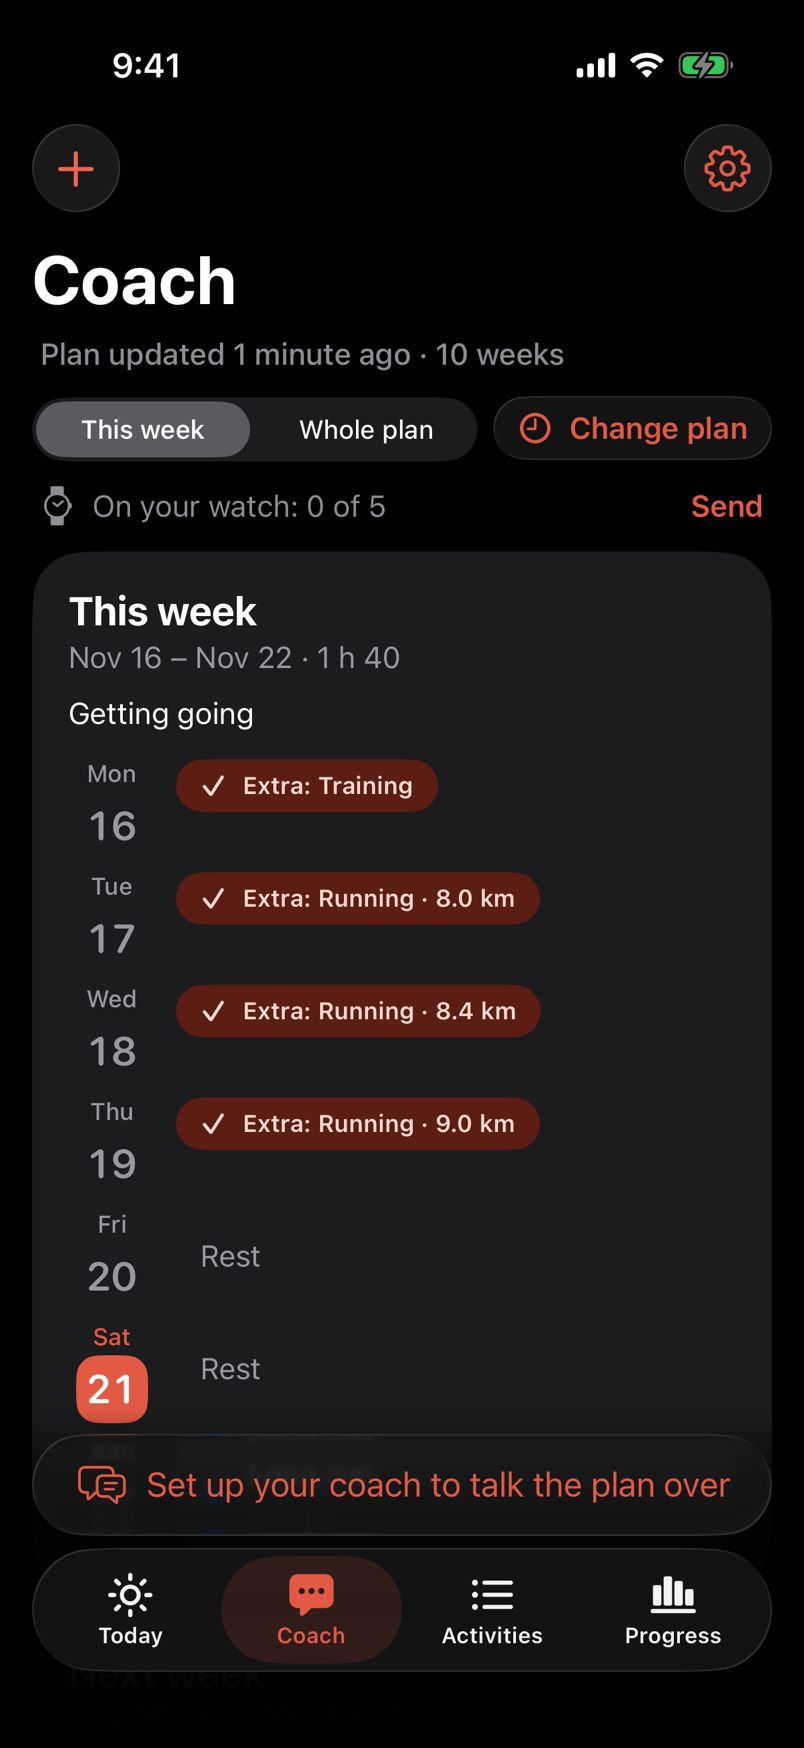 9:41
Coach
Plan updated 1 minute ago · 10 weeks
This week
Whole plan
Change plan
On your watch: 0 of 5
Send
This week
Nov 16 – Nov 22 · 1 h 40
Getting going
Mon
16
Extra: Training
Tue
17
Extra: Running · 8.0 km
Wed
18
Extra: Running · 8.4 km
Thu
19
Extra: Running · 9.0 km
Fri
20
Rest
Sat
21
Rest
Set up your coach to talk the plan over
Today
Coach
Activities
Progress
Next week